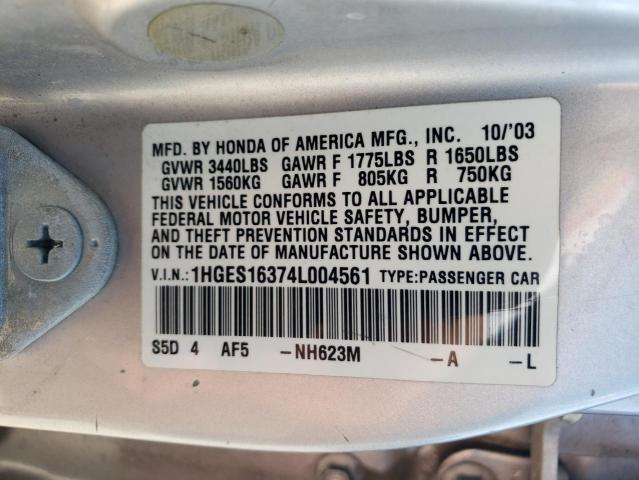 MFD. BY HONDA OF AMERICA MFG., INC. 10/'03
GVWR 3440LBS GAWR F 1775LBS R 1650LBS
GVWR 1560KG GAWR F 805KG R 750KG
THIS VEHICLE CONFORMS TO ALL APPLICABLE
FEDERAL MOTOR VEHICLE SAFETY, BUMPER,
AND THEFT PREVENTION STANDARDS IN EFFECT
ON THE DATE OF MANUFACTURE SHOWN ABOVE.
V.I.N.: 1HGES16374L004561 TYPE:PASSENGER CAR
S5D 4 AF5 -NH623M -A -L